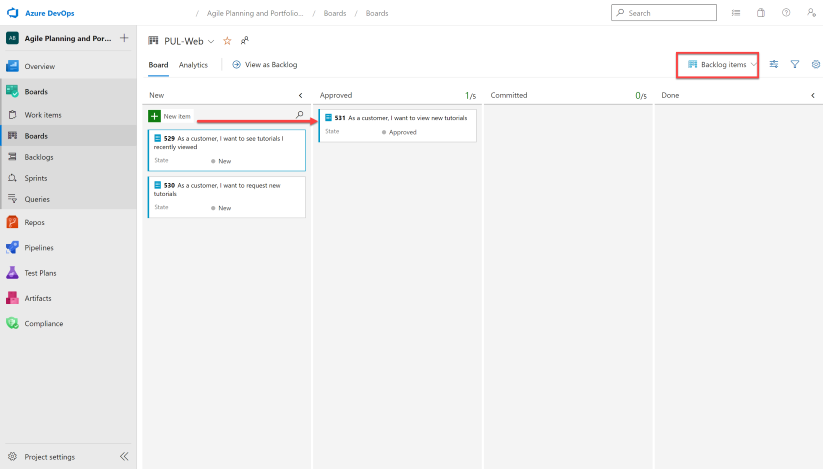 Azure DevOps
/ Agile Planning and Portfolio... / Boards / Boards
Search
AB Agile Planning and Por...
Overview
Boards
Work items
Boards
Backlogs
Sprints
Queries
Repos
Pipelines
Test Plans
Artifacts
Compliance
Project settings
PUL-Web
Board
Analytics
View as Backlog
Backlog items
New
New item
529 As a customer, I want to see tutorials I
recently viewed
State
New
530 As a customer, I want to request new
tutorials
State
New
Approved
1/5
531 As a customer, I want to view new tutorials
State
Approved
Committed
0/5
Done